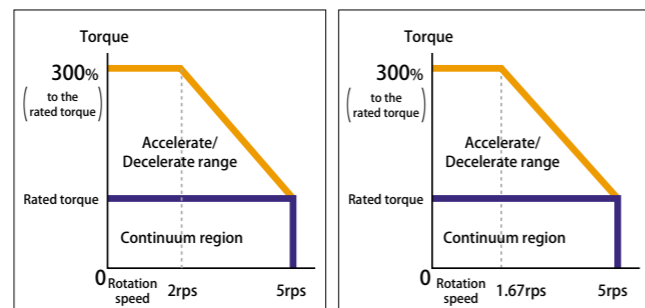 Torque
300%
( to the
rated torque )
Accelerate/
Decelerate range
Rated torque
Continuum region
0
Rotation
speed
2rps
5rps
Torque
300%
( to the
rated torque )
Accelerate/
Decelerate range
Rated torque
Continuum region
0
Rotation
speed
1.67rps
5rps